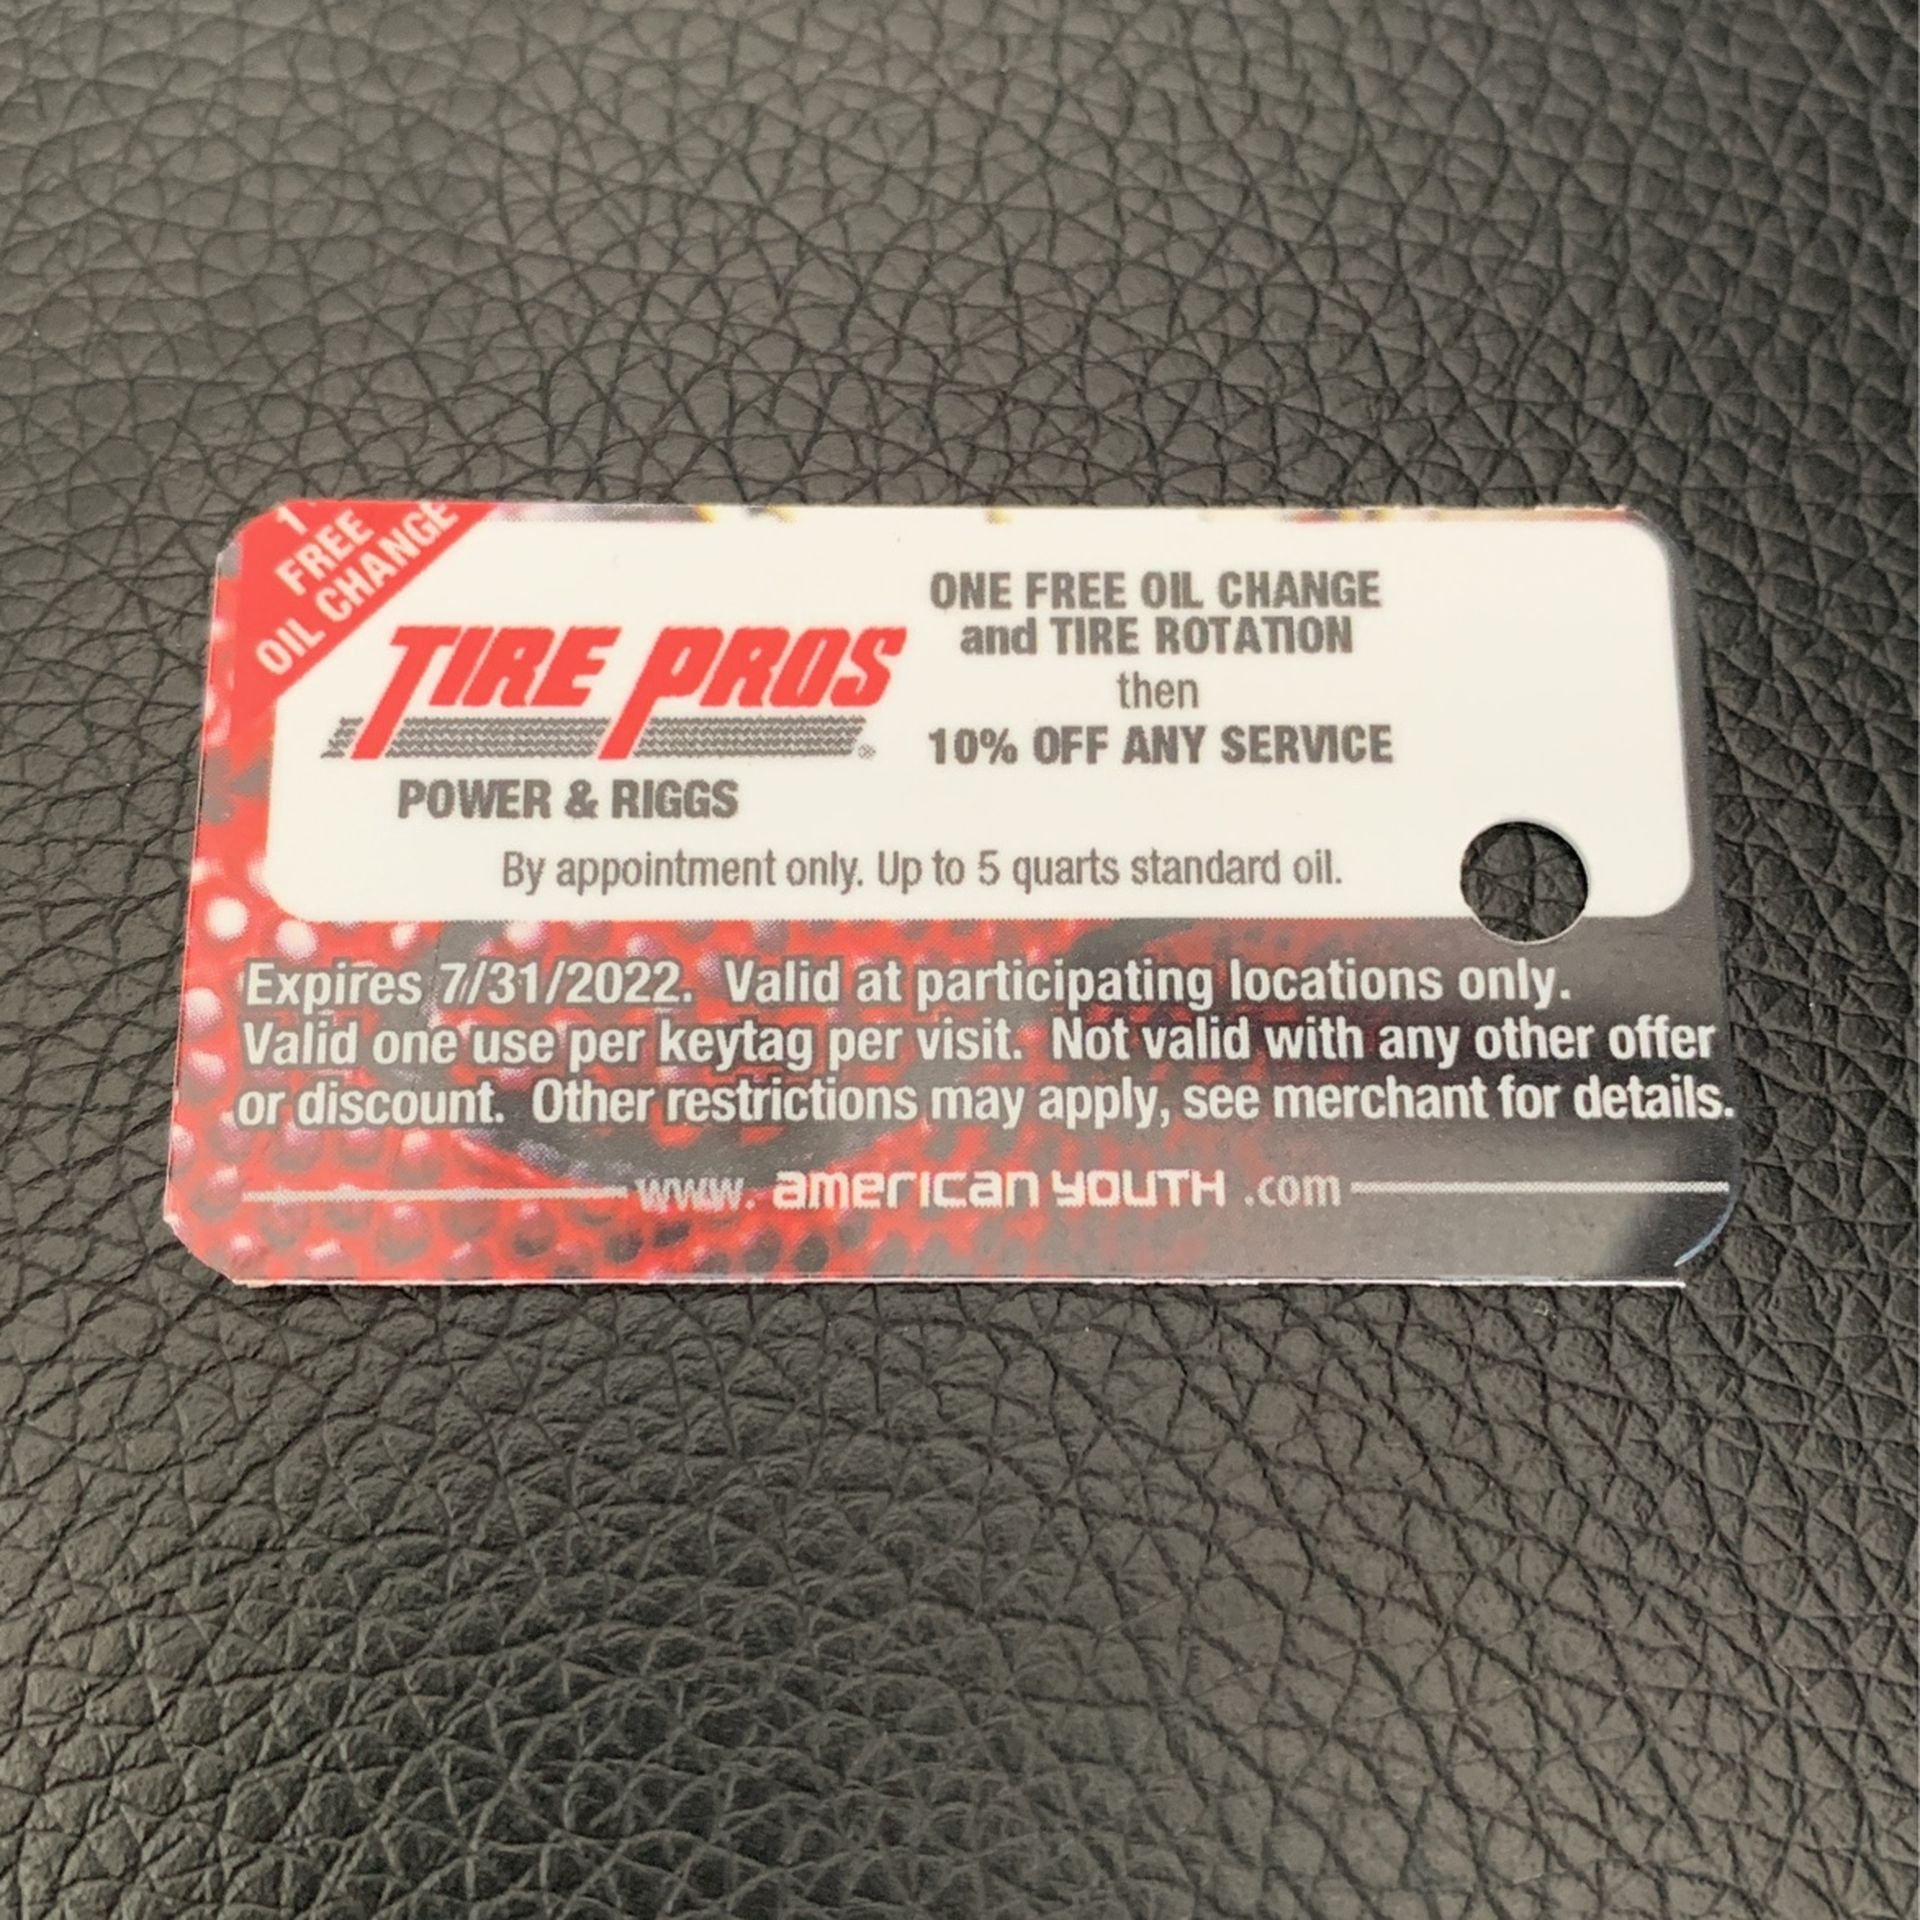 1
FREE
OIL CHANGE
TIRE PROS
POWER & RIGGS
ONE FREE OIL CHANGE
and TIRE ROTATION
then
10% OFF ANY SERVICE
By appointment only. Up to 5 quarts standard oil.
Expires 7/31/2022. Valid at participating locations only.
Valid one use per keytag per visit. Not valid with any other offer
or discount. Other restrictions may apply, see merchant for details.
www. american YOUTH .com